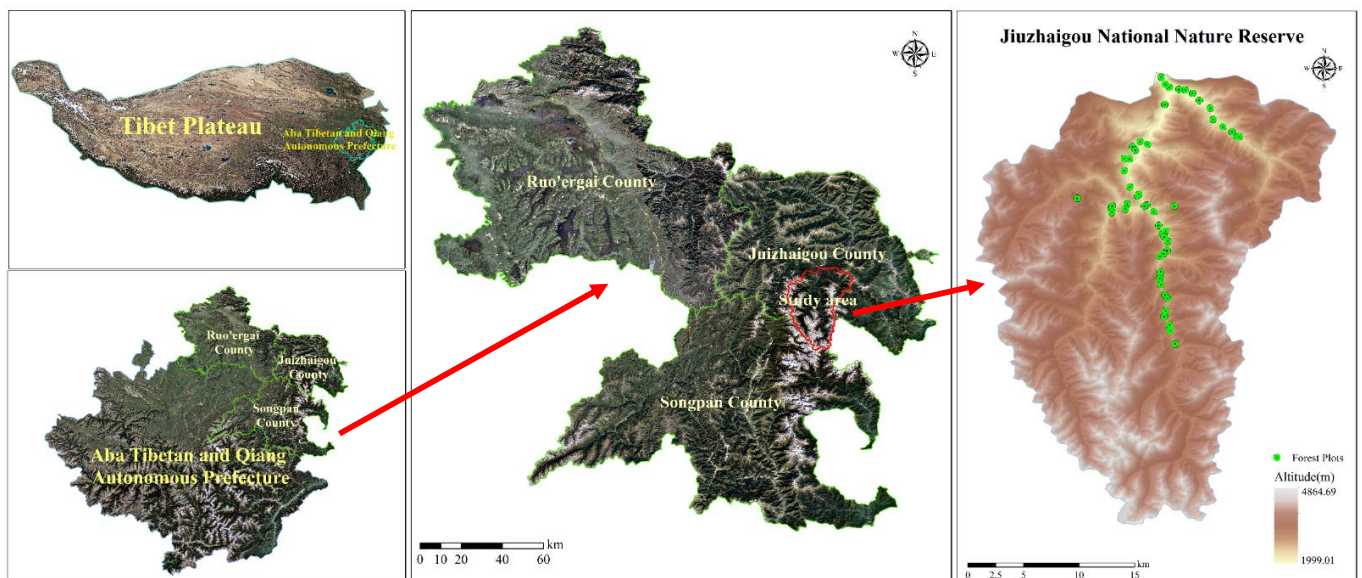 Tibet Plateau
Aba Tibetan and Qiang
Autonomous Prefecture
Ruo'ergai
County
Juizhaigou
County
Songpan
County
Aba Tibetan and Qiang
Autonomous Prefecture
N
W E
S
Ruo'ergai County
Juizhaigou County
Study area
Songpan County
km
0 10 20 40 60
Jiuzhaigou National Nature Reserve
N
W E
S
Forest Plots
Altitude(m)
4864.69
1999.01
km
0 2.5 5 10 15